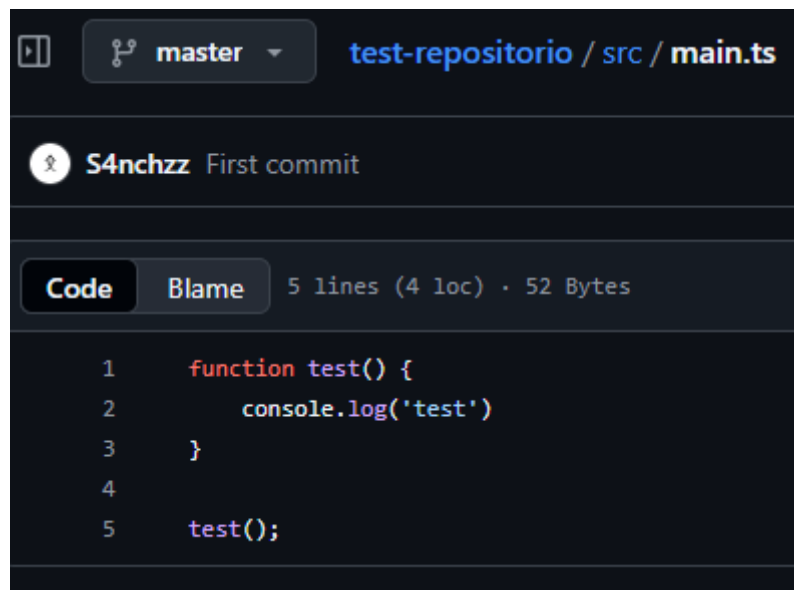 master test-repositorio / src / main.ts
S4nchzz First commit
Code Blame 5 lines (4 loc) · 52 Bytes
1 function test() {
2     console.log('test')
3 }
4
5 test();